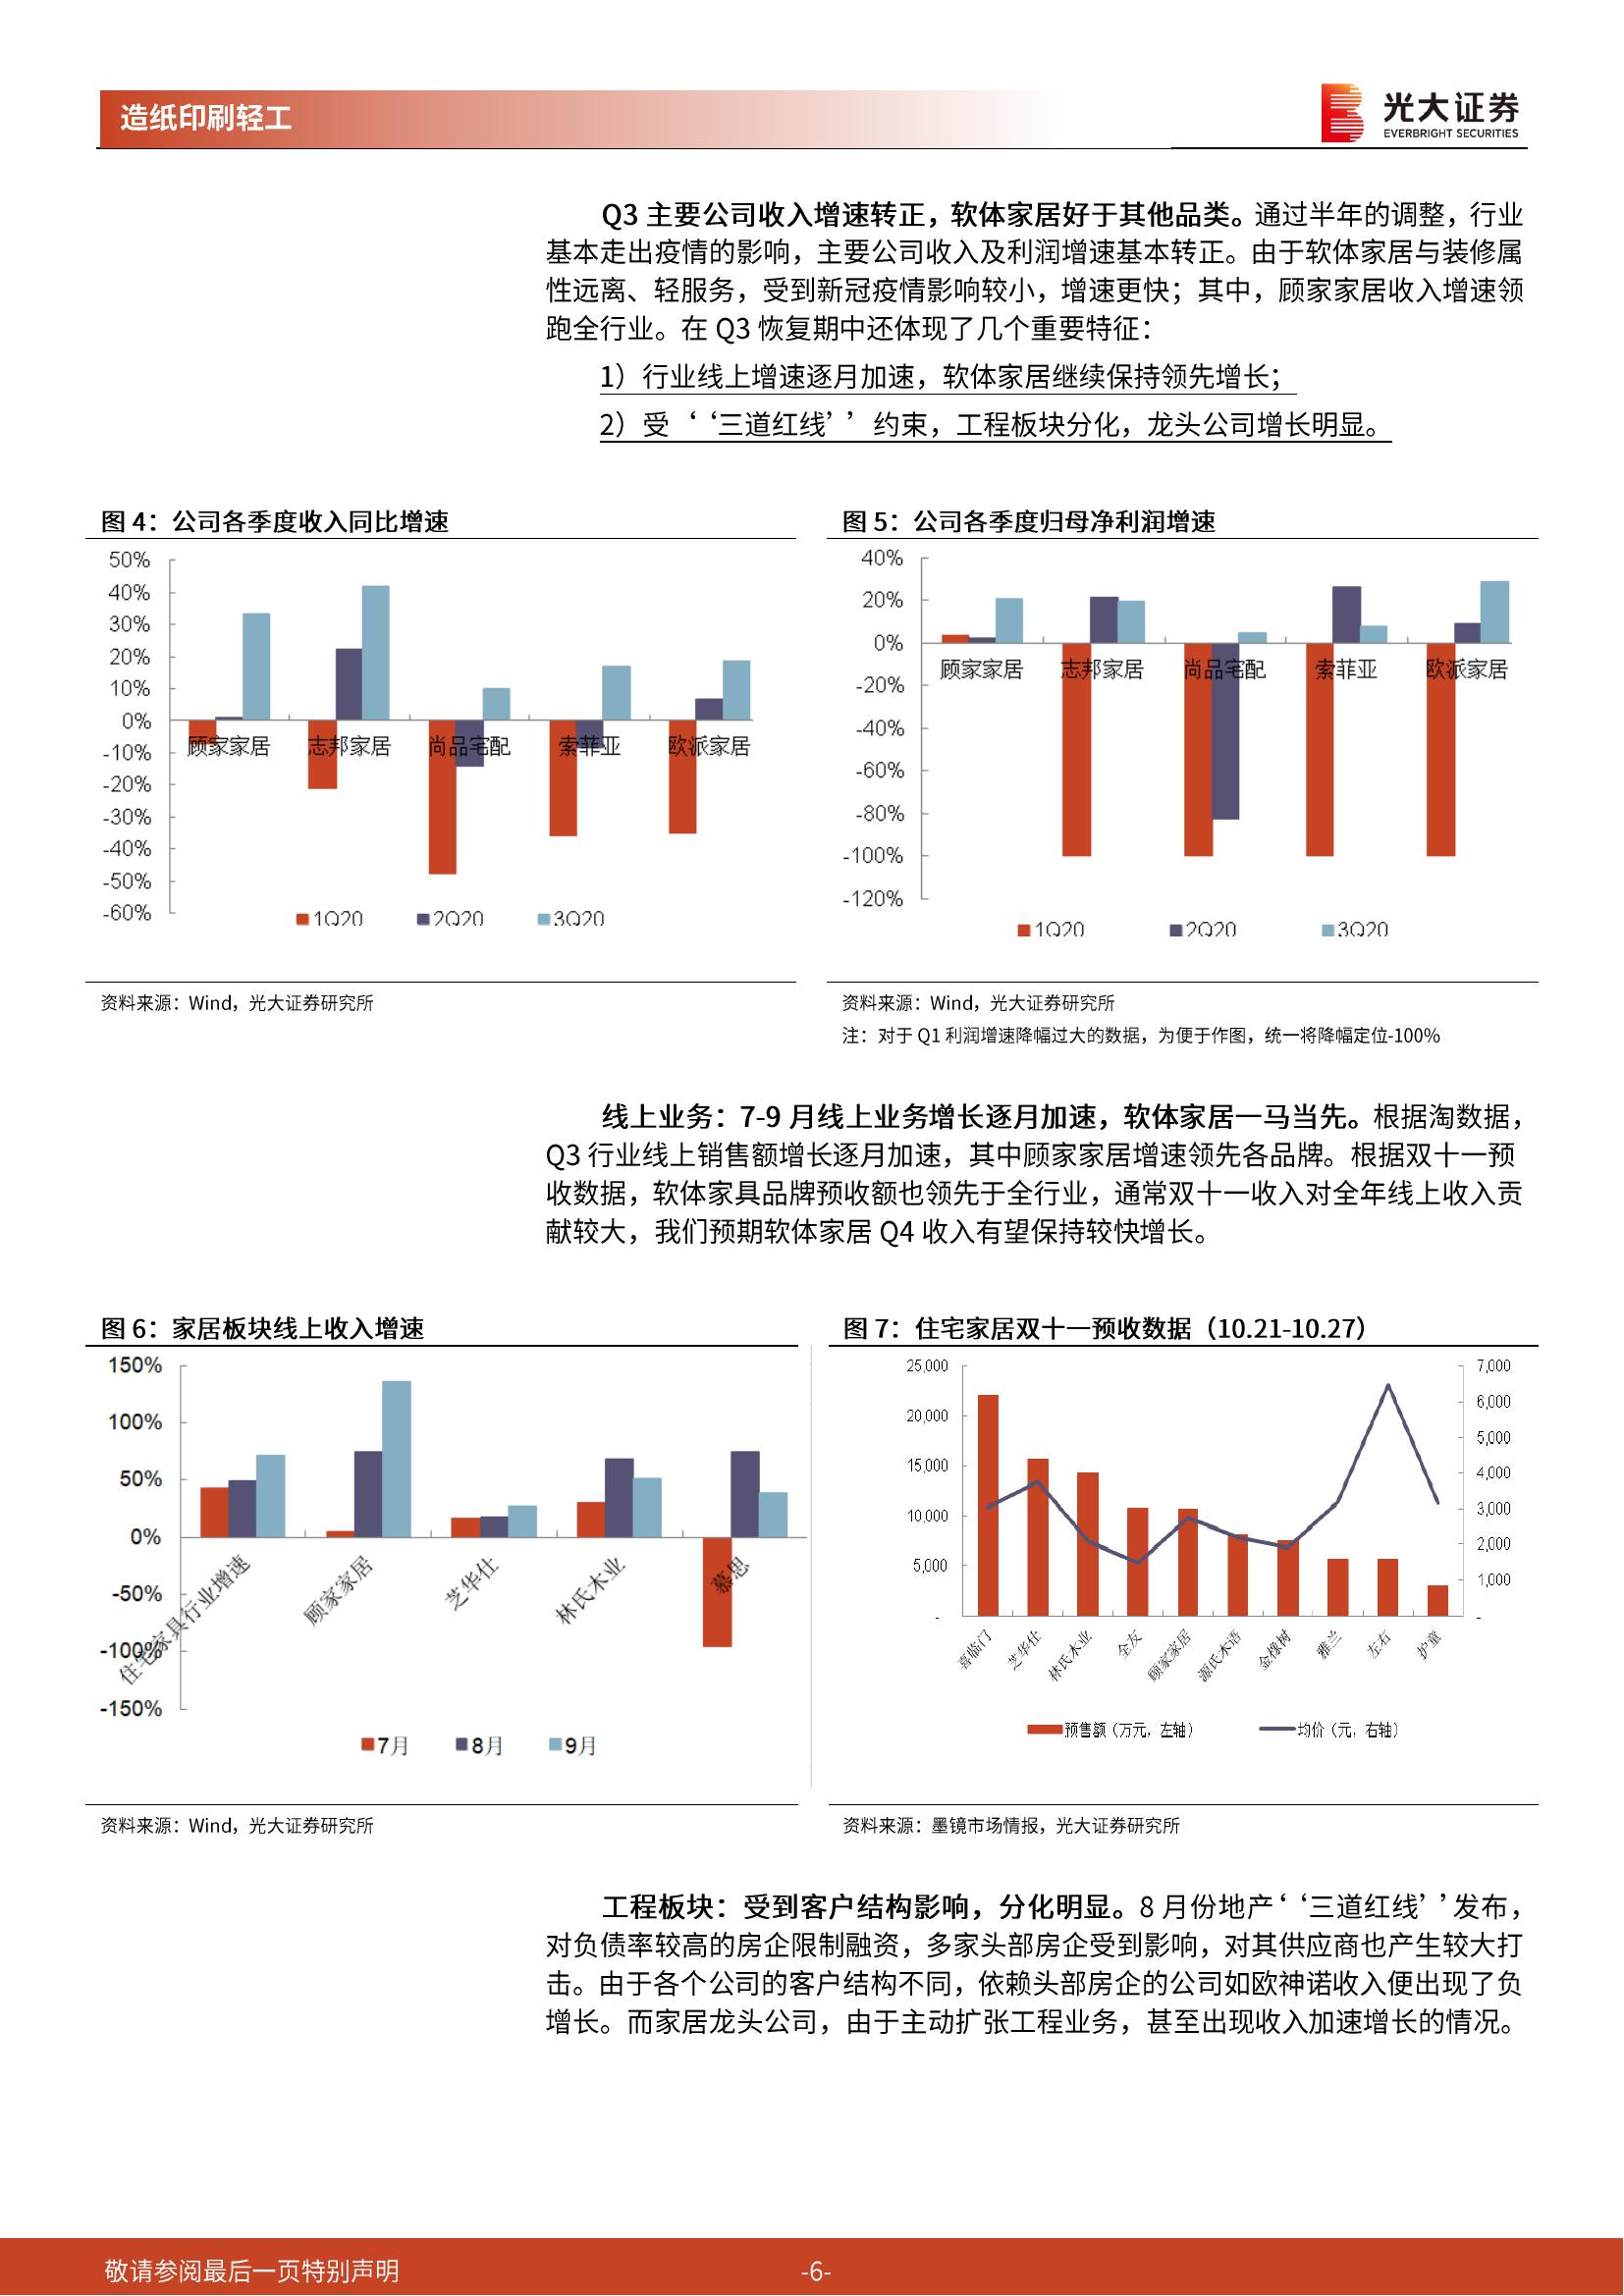 造纸印刷轻工
光大证券
EVERBRIGHT SECURITIES
Q3 主要公司收入增速转正，软体家居好于其他品类。通过半年的调整，行业
基本走出疫情的影响，主要公司收入及利润增速基本转正。由于软体家居与装修属
性远离、轻服务，受到新冠疫情影响较小，增速更快；其中，顾家家居收入增速领
跑全行业。在 Q3 恢复期中还体现了几个重要特征：
1）行业线上增速逐月加速，软体家居继续保持领先增长；
2）受‘‘三道红线’’约束，工程板块分化，龙头公司增长明显。
图 4：公司各季度收入同比增速
50%
40%
30%
20%
10%
0%
-10%
-20%
-30%
-40%
-50%
-60%
顾家家居 志邦家居 尚品宅配 索菲亚 欧派家居
1Q20 2Q20 3Q20
资料来源：Wind，光大证券研究所
图 5：公司各季度归母净利润增速
40%
20%
0%
-20%
-40%
-60%
-80%
-100%
-120%
顾家家居 志邦家居 尚品宅配 索菲亚 欧派家居
1Q20 2Q20 3Q20
资料来源：Wind，光大证券研究所
注：对于 Q1 利润增速降幅过大的数据，为便于作图，统一将降幅定位-100%
线上业务：7-9 月线上业务增长逐月加速，软体家居一马当先。根据淘数据，
Q3 行业线上销售额增长逐月加速，其中顾家家居增速领先各品牌。根据双十一预
收数据，软体家具品牌预收额也领先于全行业，通常双十一收入对全年线上收入贡
献较大，我们预期软体家居 Q4 收入有望保持较快增长。
图 6：家居板块线上收入增速
150%
100%
50%
0%
-50%
-100%
-150%
住宅家具行业增速 顾家家居 芝华仕 林氏木业 慕思
7月 8月 9月
资料来源：Wind，光大证券研究所
图 7：住宅家居双十一预收数据（10.21-10.27）
25,000
20,000
15,000
10,000
5,000
-
7,000
6,000
5,000
4,000
3,000
2,000
1,000
-
喜临门 芝华仕 林氏木业 全友 顾家家居 源氏木语 金橡树 雅兰 左右 护童
预售额（万元，左轴） 均价（元，右轴）
资料来源：墨镜市场情报，光大证券研究所
工程板块：受到客户结构影响，分化明显。8 月份地产‘‘三道红线’’发布，
对负债率较高的房企限制融资，多家头部房企受到影响，对其供应商也产生较大打
击。由于各个公司的客户结构不同，依赖头部房企的公司如欧神诺收入便出现了负
增长。而家居龙头公司，由于主动扩张工程业务，甚至出现收入加速增长的情况。
敬请参阅最后一页特别声明
-6-